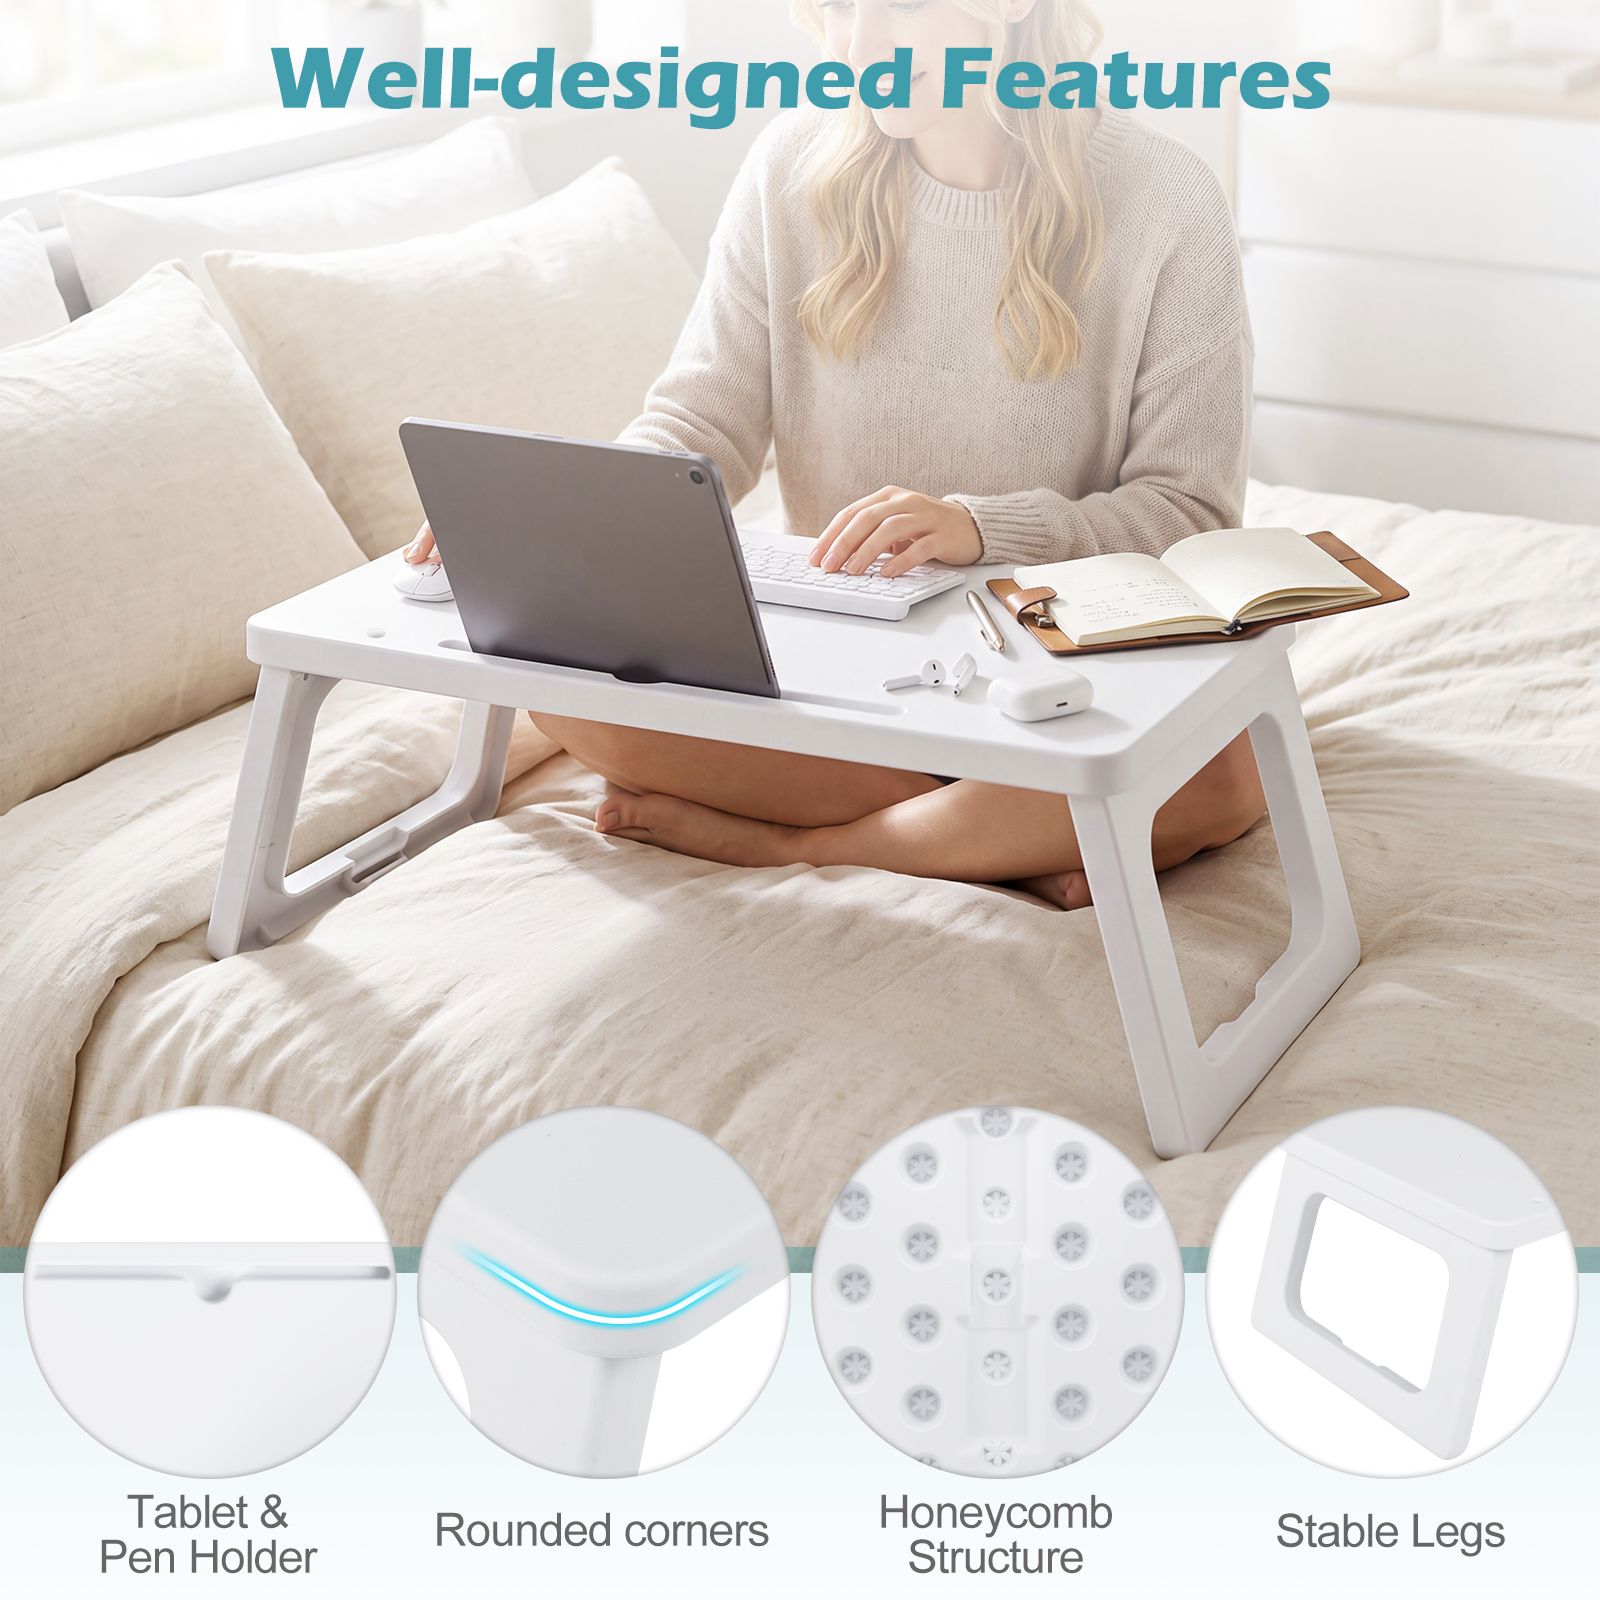 Well-designed Features
Tablet &
Pen Holder
Rounded corners
Honeycomb
Structure
Stable Legs